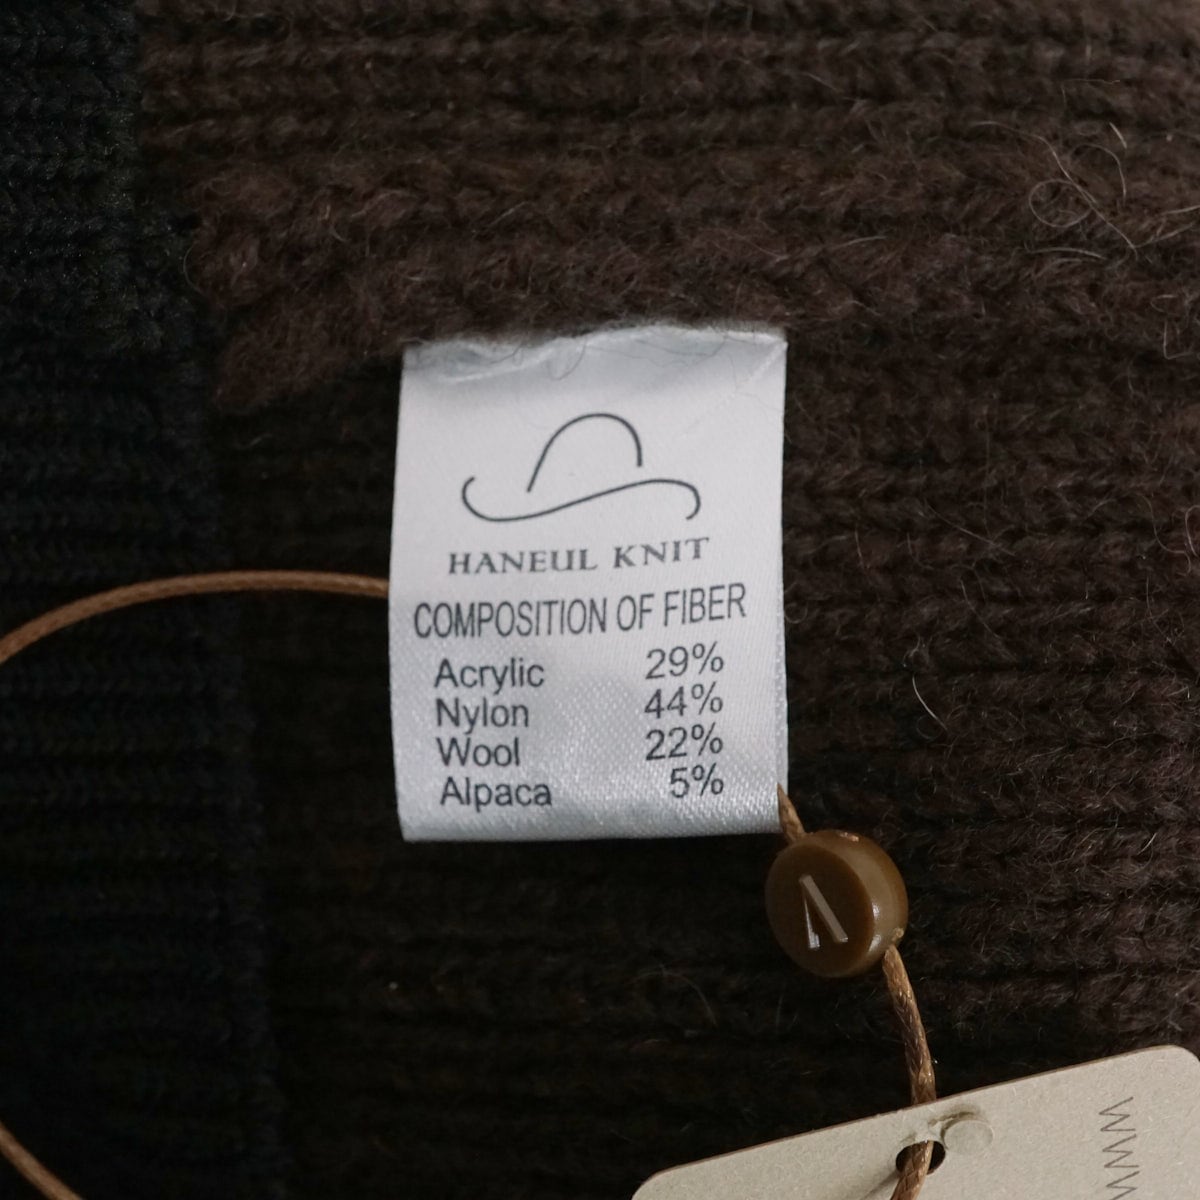 HANEUL KNIT
COMPOSITION OF FIBER
Acrylic 29%
Nylon 44%
Wool 22%
Alpaca 5%